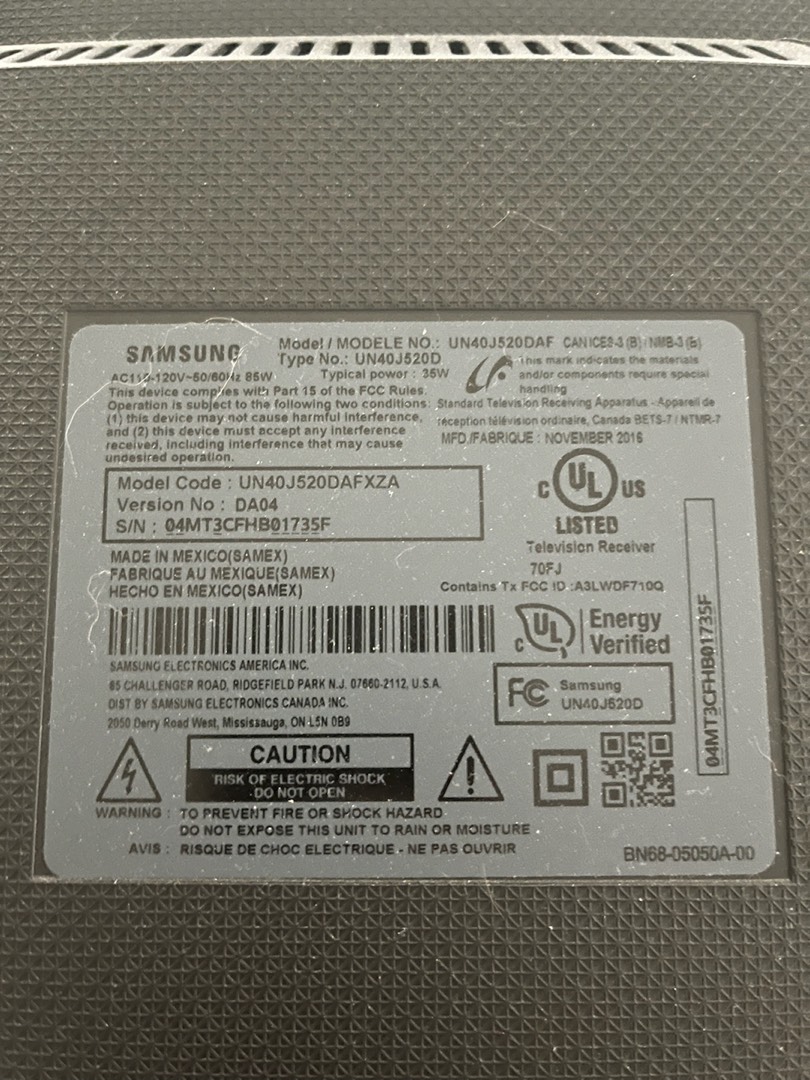 SAMSUNG
Model / MODELE NO.: UN40J520DAF CAN ICES-3 (B) / NMB-3 (B)
Type No.: UN40J520D
AC110-120V~50/60Hz 85W Typical power : 35W
This mark indicates the materials
and/or components require special
handling
This device complies with Part 15 of the FCC Rules.
Operation is subject to the following two conditions:
(1) this device may not cause harmful interference,
and (2) this device must accept any interference
received, including interference that may cause
undesired operation.
Standard Television Receiving Apparatus - Appareil de
réception télévision ordinaire, Canada BETS-7 / NTMR-7
MFD./FABRIQUE : NOVEMBER 2016
Model Code : UN40J520DAFXZA
Version No : DA04
S/N : 04MT3CFHB01735F
C UL US
LISTED
Television Receiver
70FJ
Contains Tx FCC ID :A3LWDF710Q
MADE IN MEXICO(SAMEX)
FABRIQUE AU MEXIQUE(SAMEX)
HECHO EN MEXICO(SAMEX)
C UL Energy
Verified
SAMSUNG ELECTRONICS AMERICA INC.
85 CHALLENGER ROAD, RIDGEFIELD PARK N.J. 07660-2112, U.S.A.
DIST BY SAMSUNG ELECTRONICS CANADA INC.
2050 Derry Road West, Mississauga, ON L5N 0B9
FC Samsung
UN40J520D
04MT3CFHB01735F
CAUTION
RISK OF ELECTRIC SHOCK
DO NOT OPEN
WARNING : TO PREVENT FIRE OR SHOCK HAZARD
DO NOT EXPOSE THIS UNIT TO RAIN OR MOISTURE
AVIS : RISQUE DE CHOC ELECTRIQUE - NE PAS OUVRIR
BN68-05050A-00